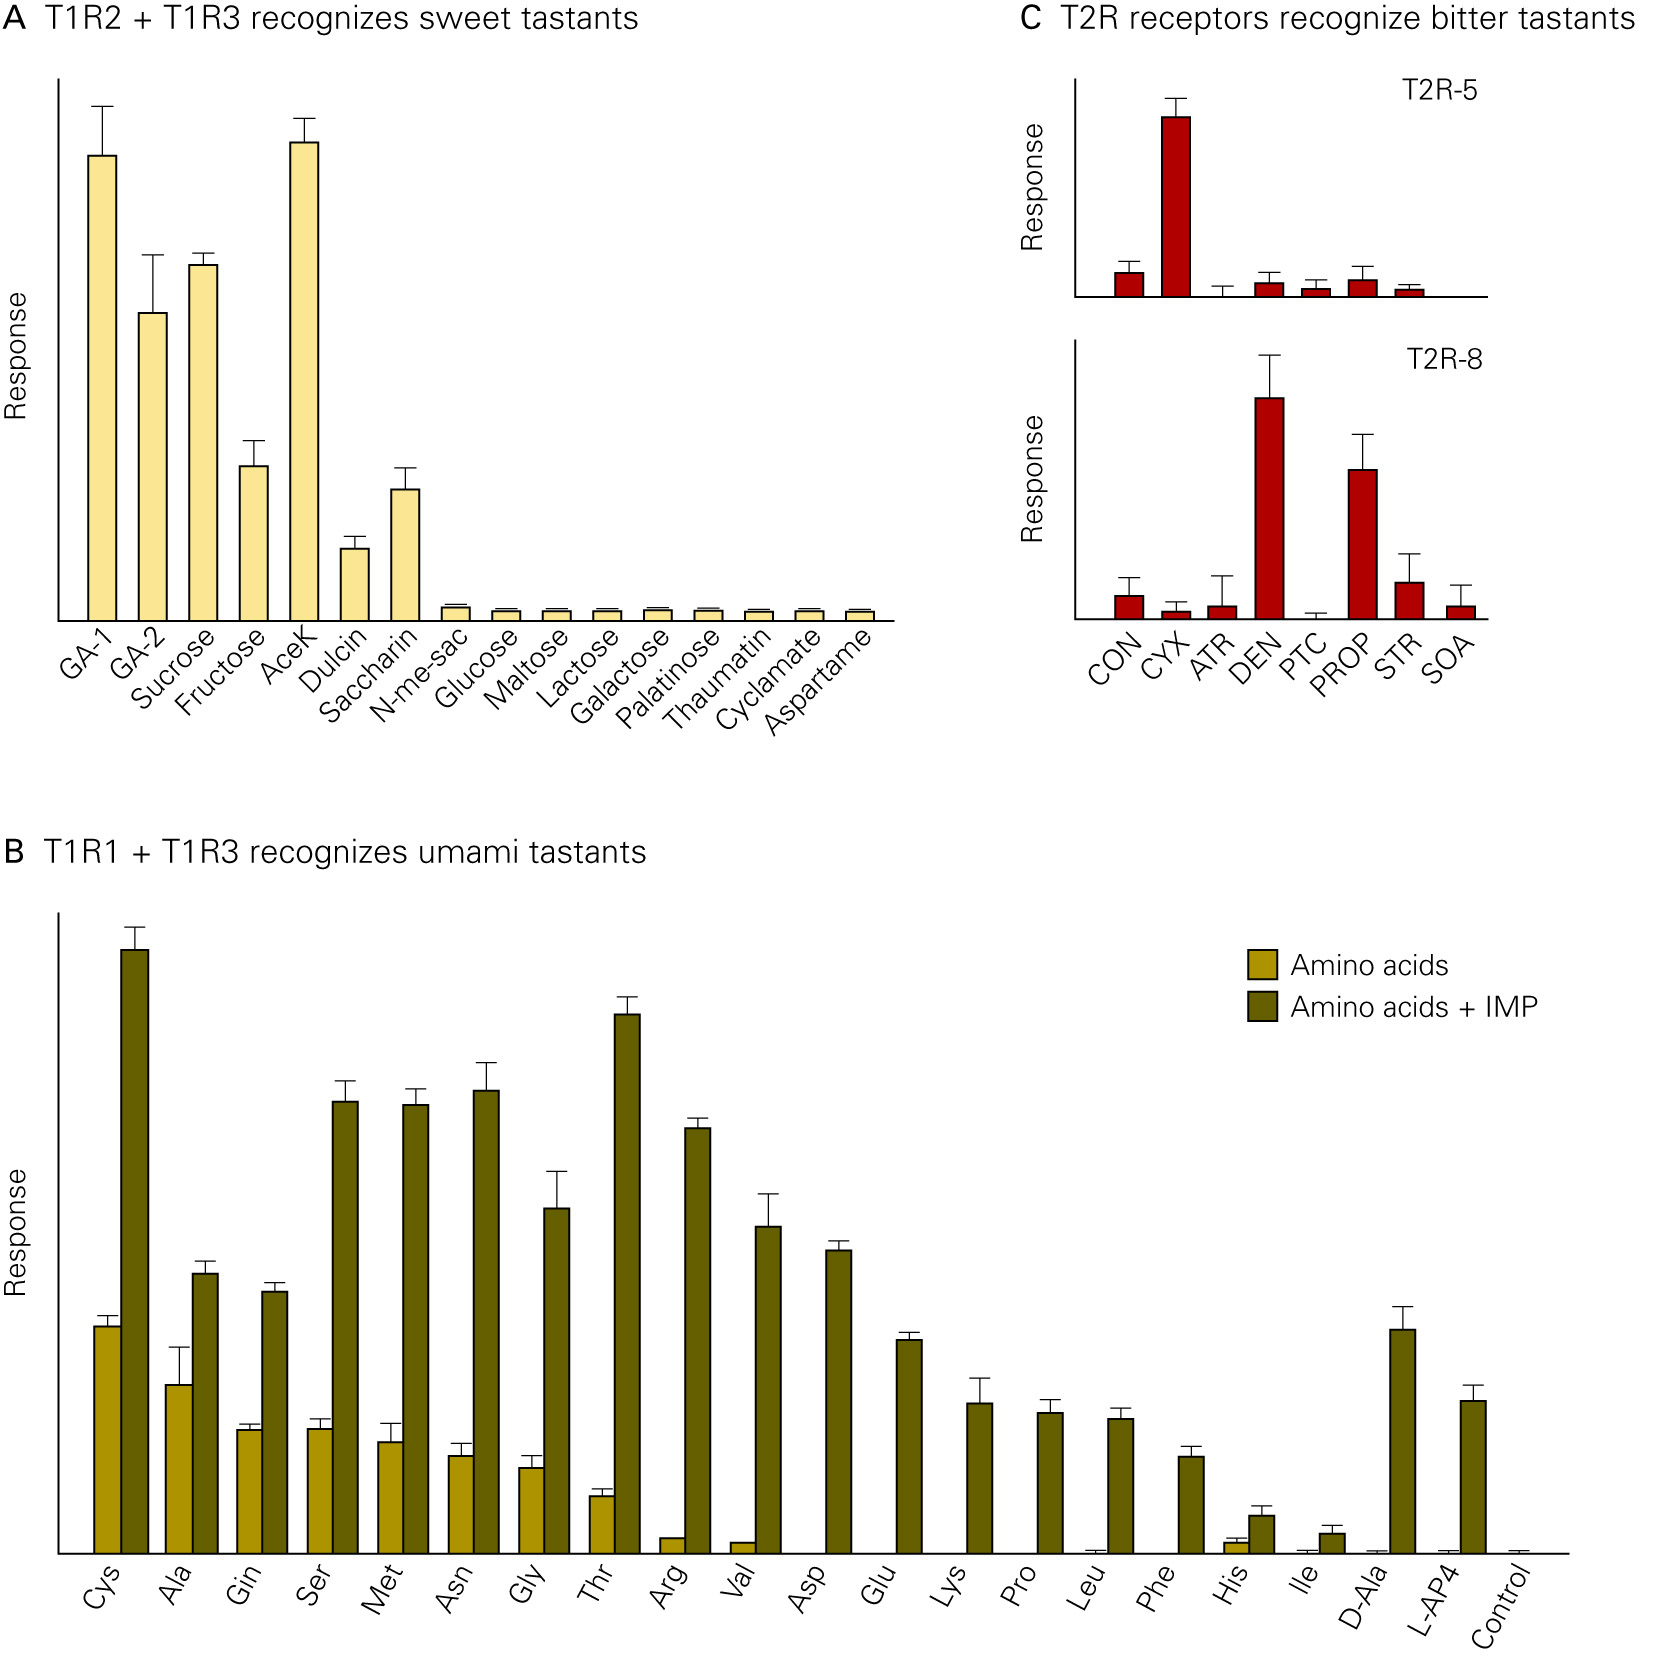 A T1R2 + T1R3 recognizes sweet tastants
Response
GA-1
GA-2
Sucrose
Fructose
AceK
Dulcin
Saccharin
N-me-sac
Glucose
Maltose
Lactose
Galactose
Palatinose
Thaumatin
Cyclamate
Aspartame
C T2R receptors recognize bitter tastants
T2R-5
Response
T2R-8
Response
CON
CYX
ATR
DEN
PTC
PROP
STR
SOA
B T1R1 + T1R3 recognizes umami tastants
Amino acids
Amino acids + IMP
Response
Cys
Ala
Gin
Ser
Met
Asn
Gly
Thr
Arg
Val
Asp
Glu
Lys
Pro
Leu
Phe
His
Ile
D-Ala
L-AP4
Control